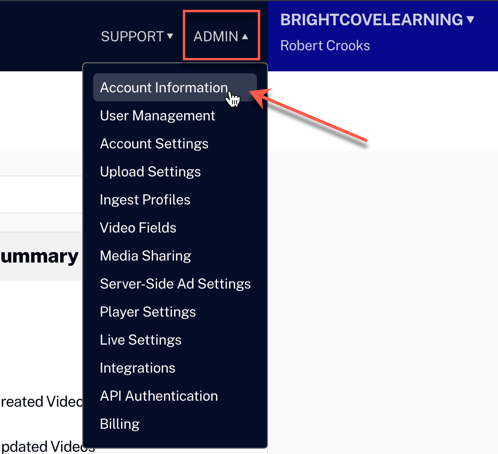 SUPPORT▼ ADMIN▲ BRIGHTCOVELEARNING▼
Robert Crooks
Account Information
User Management
Account Settings
Upload Settings
Ingest Profiles
Video Fields
ummary
Media Sharing
Server-Side Ad Settings
Player Settings
Live Settings
Integrations
reated Video
API Authentication
Billing
pdated Videos